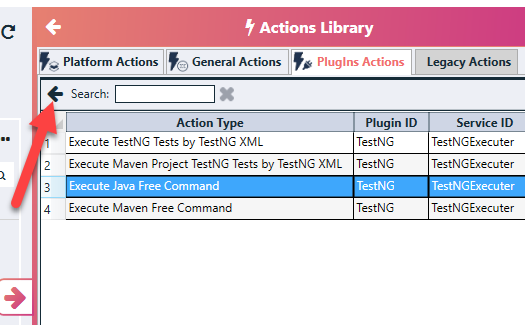 Actions Library
Platform Actions General Actions PlugIns Actions Legacy Actions
Search:
Action Type Plugin ID Service ID
1 Execute TestNG Tests by TestNG XML TestNG TestNGExecuter
2 Execute Maven Project TestNG Tests by TestNG XML TestNG TestNGExecuter
3 Execute Java Free Command TestNG TestNGExecuter
4 Execute Maven Free Command TestNG TestNGExecuter